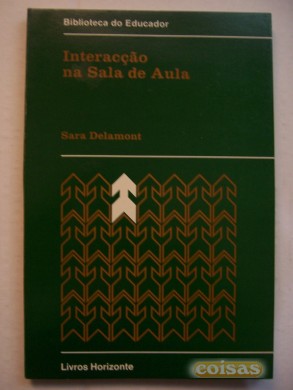 Biblioteca do Educador
Interacção
na Sala de Aula
Sara Delamont
Livros Horizonte
coisas